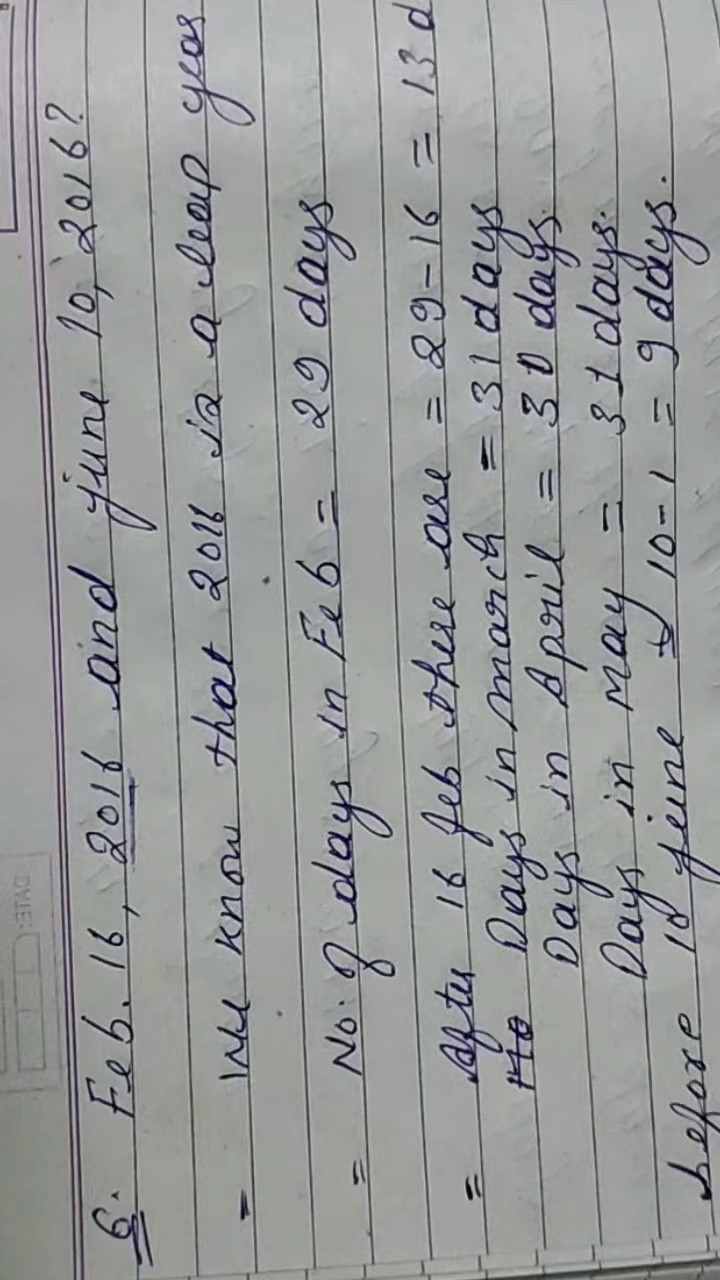 DATE:
6. Feb. 16, 2016 and june 10, 2016?
- We know that 2016 is a leap year
= No. of days in Feb = 29 days
= After 16 feb there are = 29-16 = 13 d
Days in march = 31 days
Days in April = 30 days.
Days in may = 31 days.
before 10 june → 10-1 = 9 days.